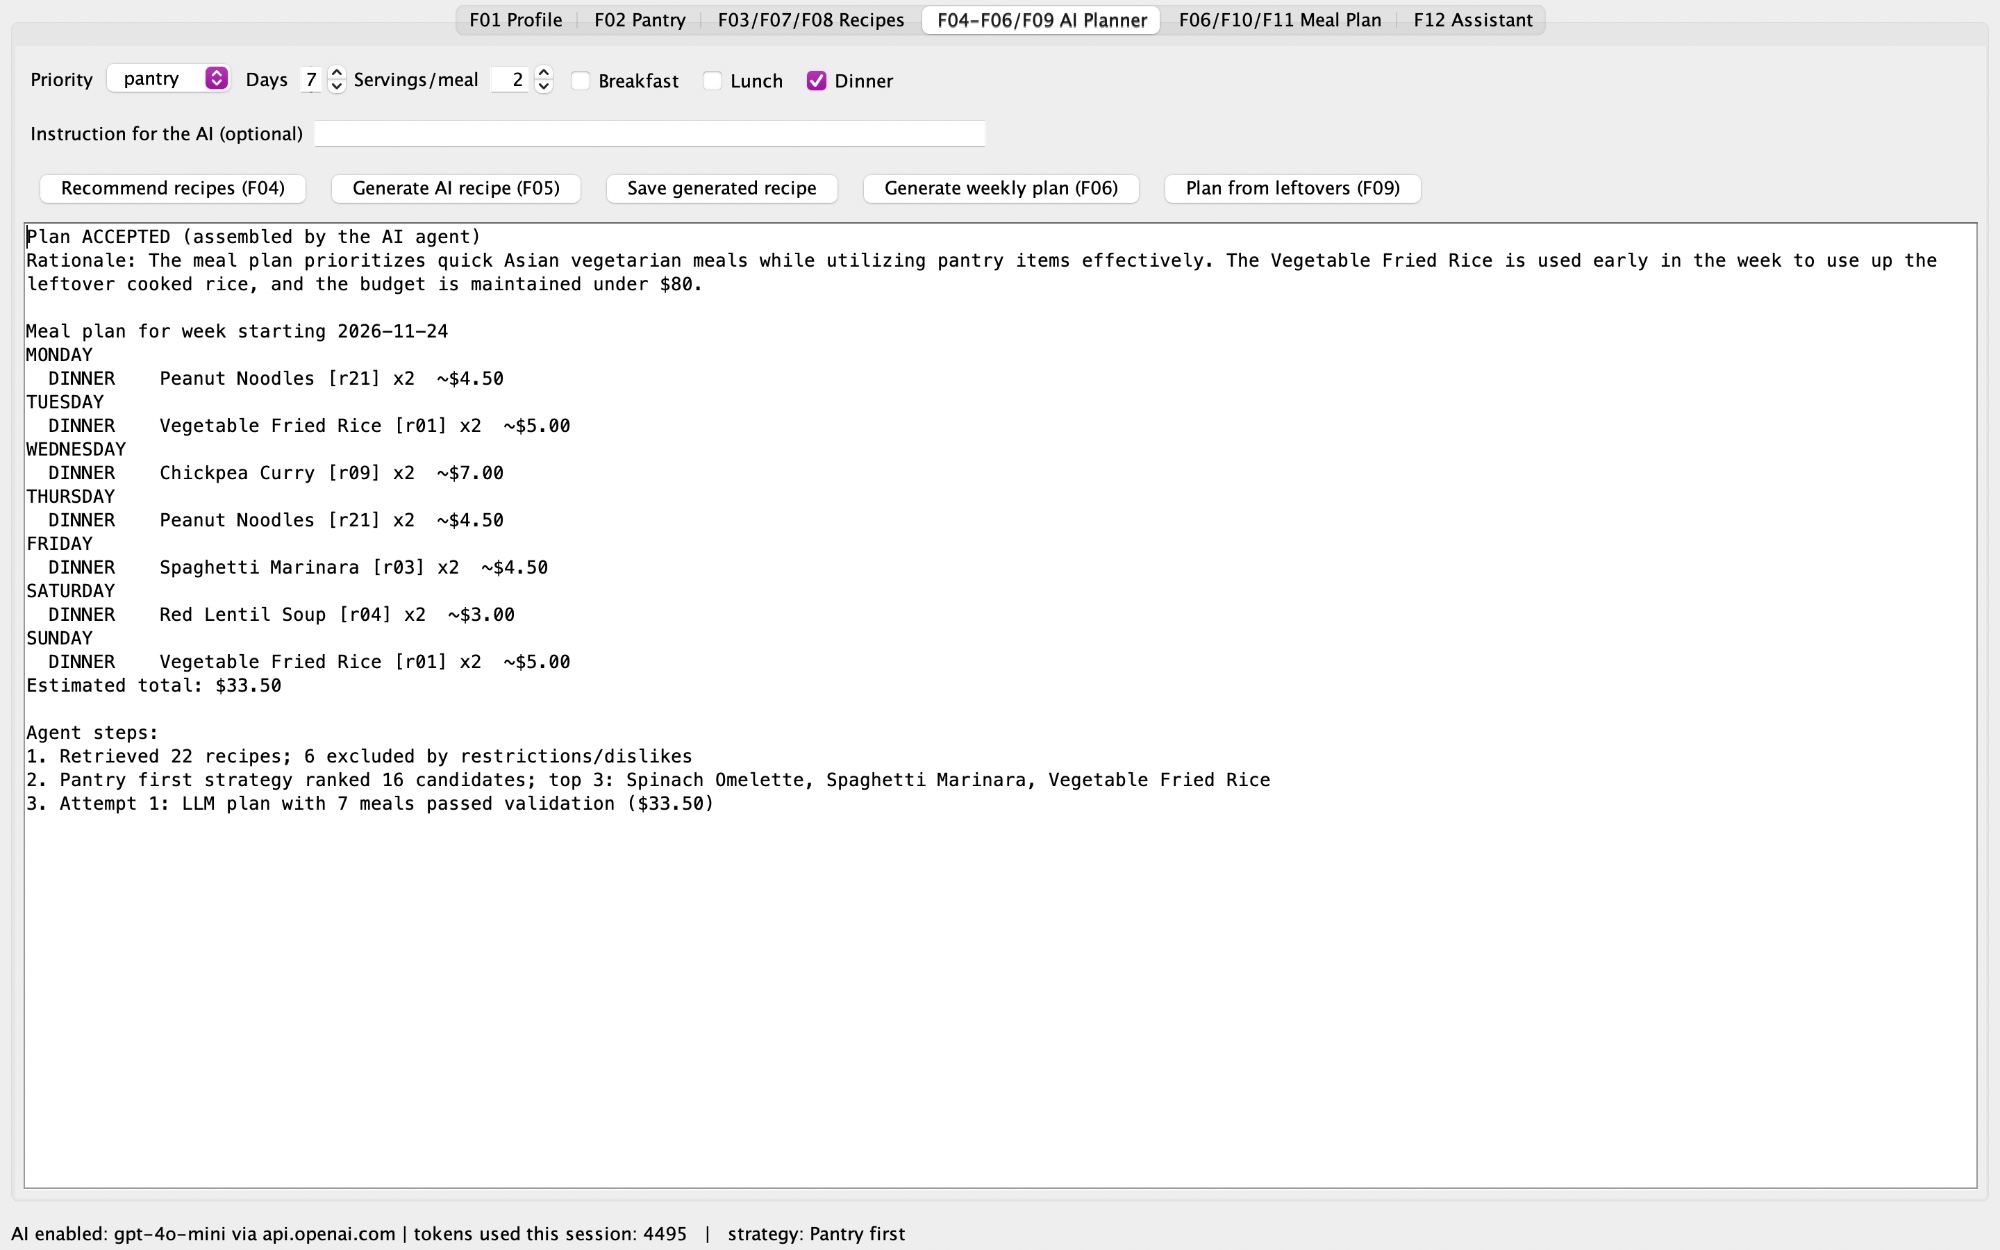 F01 Profile F02 Pantry F03/F07/F08 Recipes F04-F06/F09 AI Planner F06/F10/F11 Meal Plan F12 Assistant
Priority pantry Days 7 Servings/meal 2 Breakfast Lunch Dinner
Instruction for the AI (optional)
Recommend recipes (F04) Generate AI recipe (F05) Save generated recipe Generate weekly plan (F06) Plan from leftovers (F09)
Plan ACCEPTED (assembled by the AI agent)
Rationale: The meal plan prioritizes quick Asian vegetarian meals while utilizing pantry items effectively. The Vegetable Fried Rice is used early in the week to use up the
leftover cooked rice, and the budget is maintained under $80.
Meal plan for week starting 2026-11-24
MONDAY
DINNER Peanut Noodles [r21] x2 ~$4.50
TUESDAY
DINNER Vegetable Fried Rice [r01] x2 ~$5.00
WEDNESDAY
DINNER Chickpea Curry [r09] x2 ~$7.00
THURSDAY
DINNER Peanut Noodles [r21] x2 ~$4.50
FRIDAY
DINNER Spaghetti Marinara [r03] x2 ~$4.50
SATURDAY
DINNER Red Lentil Soup [r04] x2 ~$3.00
SUNDAY
DINNER Vegetable Fried Rice [r01] x2 ~$5.00
Estimated total: $33.50
Agent steps:
1. Retrieved 22 recipes; 6 excluded by restrictions/dislikes
2. Pantry first strategy ranked 16 candidates; top 3: Spinach Omelette, Spaghetti Marinara, Vegetable Fried Rice
3. Attempt 1: LLM plan with 7 meals passed validation ($33.50)
AI enabled: gpt-4o-mini via api.openai.com | tokens used this session: 4495 | strategy: Pantry first